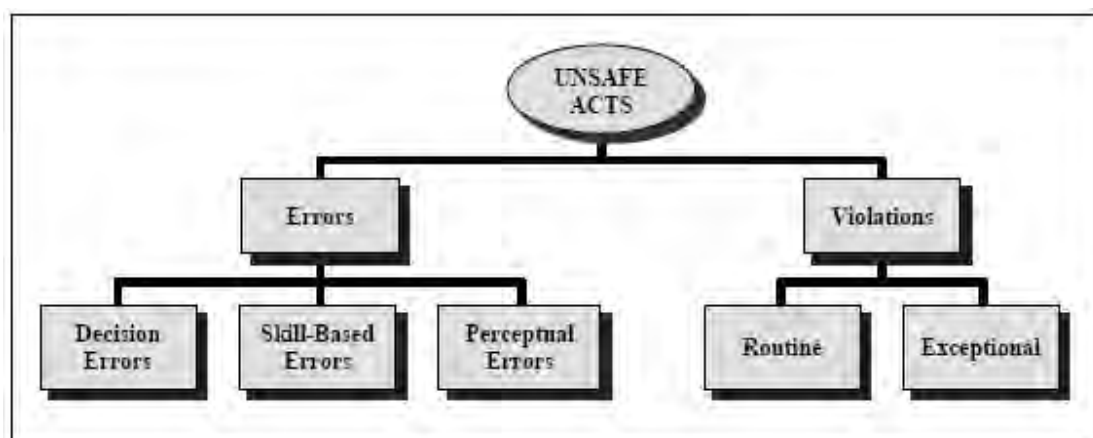 UNSAFE
ACTS
Errors
Violations
Decision
Errors
Skill-Based
Errors
Perceptual
Errors
Routine
Exceptional